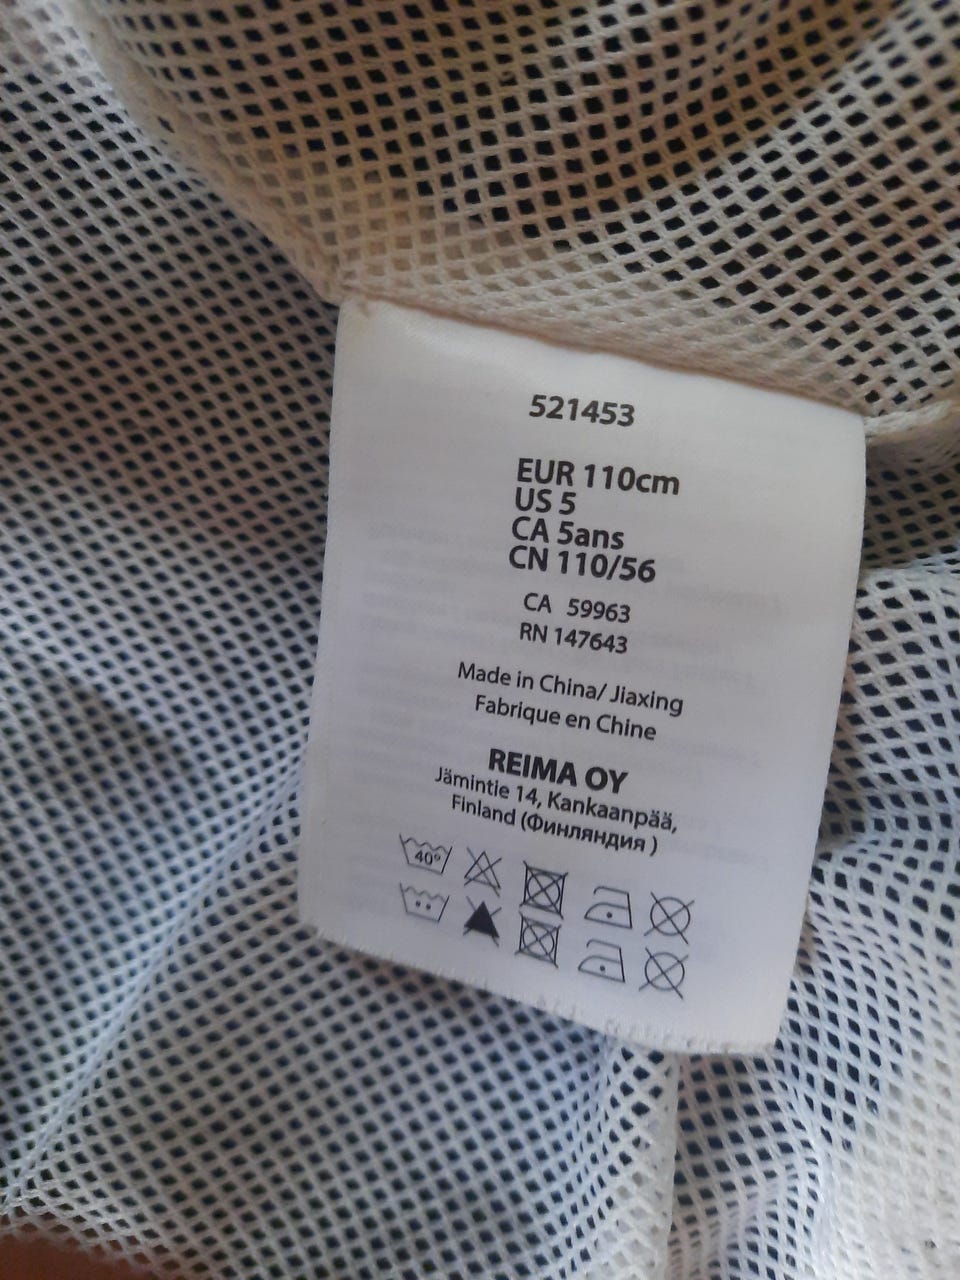 521453
EUR 110cm
US 5
CA 5ans
CN 110/56
CA 59963
RN 147643
Made in China/ Jiaxing
Fabrique en Chine
REIMA OY
Jämintie 14, Kankaanpää,
Finland (Финляндия )
40°